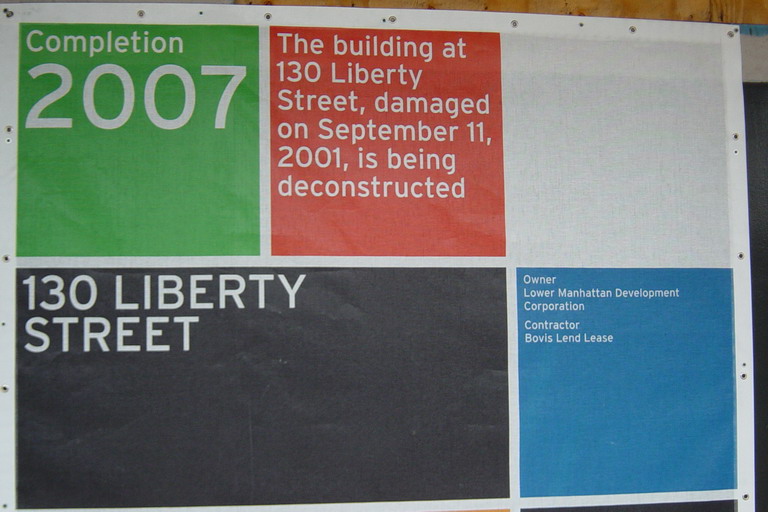 Completion
2007
The building at
130 Liberty
Street, damaged
on September 11,
2001, is being
deconstructed
130 LIBERTY
STREET
Owner
Lower Manhattan Development
Corporation
Contractor
Bovis Lend Lease